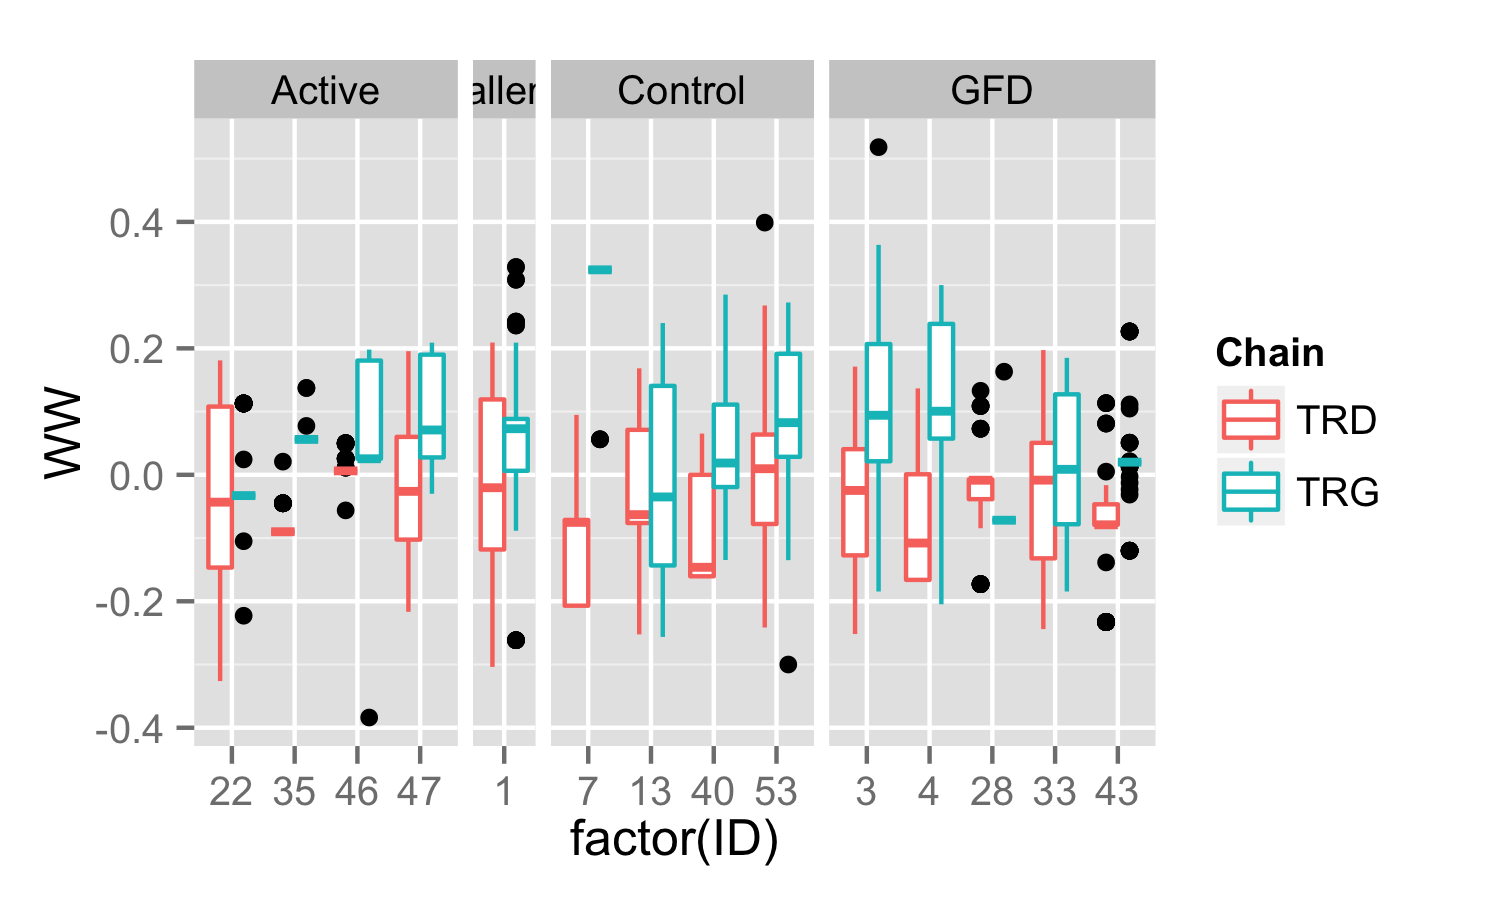 Active
aller
Control
GFD
WW
0.4
0.2
0.0
-0.2
-0.4
22 35 46 47 1 7 13 40 53 3 4 28 33 43
factor(ID)
Chain
TRD
TRG